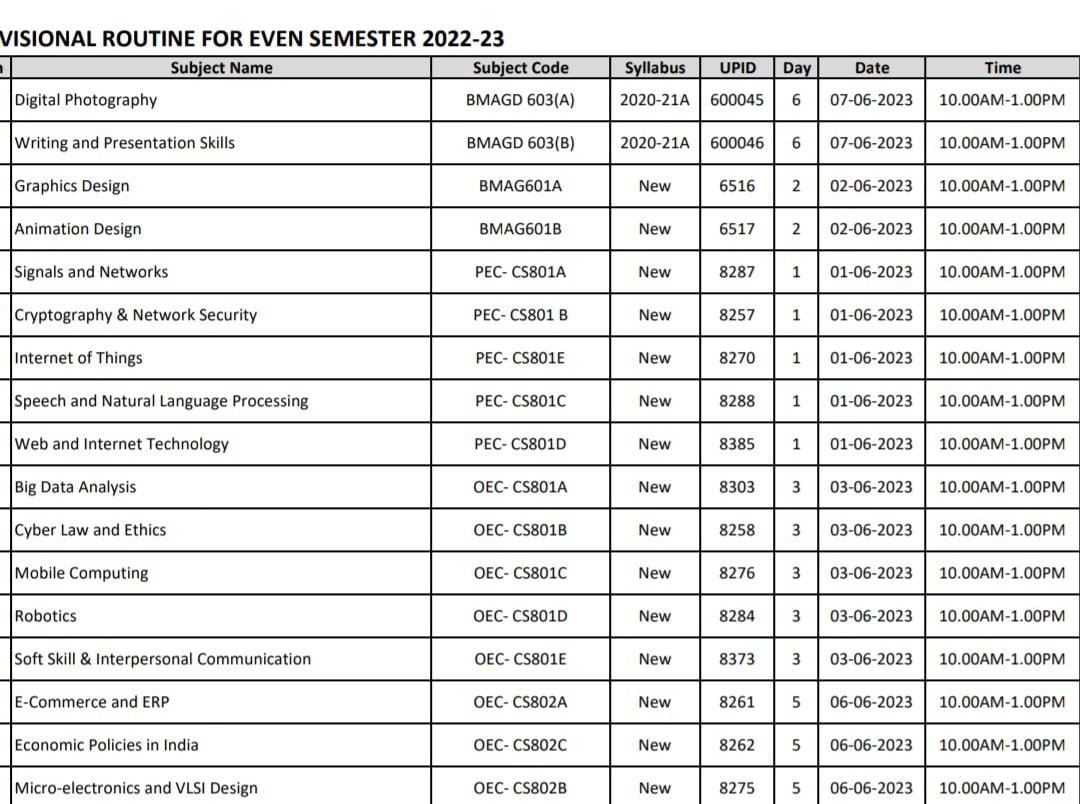 VISIONAL ROUTINE FOR EVEN SEMESTER 2022-23
Subject Name Subject Code Syllabus UPID Day Date Time
Digital Photography BMAGD 603(A) 2020-21A 600045 6 07-06-2023 10.00AM-1.00PM
Writing and Presentation Skills BMAGD 603(B) 2020-21A 600046 6 07-06-2023 10.00AM-1.00PM
Graphics Design BMAG601A New 6516 2 02-06-2023 10.00AM-1.00PM
Animation Design BMAG601B New 6517 2 02-06-2023 10.00AM-1.00PM
Signals and Networks PEC- CS801A New 8287 1 01-06-2023 10.00AM-1.00PM
Cryptography & Network Security PEC- CS801 B New 8257 1 01-06-2023 10.00AM-1.00PM
Internet of Things PEC- CS801E New 8270 1 01-06-2023 10.00AM-1.00PM
Speech and Natural Language Processing PEC- CS801C New 8288 1 01-06-2023 10.00AM-1.00PM
Web and Internet Technology PEC- CS801D New 8385 1 01-06-2023 10.00AM-1.00PM
Big Data Analysis OEC- CS801A New 8303 3 03-06-2023 10.00AM-1.00PM
Cyber Law and Ethics OEC- CS801B New 8258 3 03-06-2023 10.00AM-1.00PM
Mobile Computing OEC- CS801C New 8276 3 03-06-2023 10.00AM-1.00PM
Robotics OEC- CS801D New 8284 3 03-06-2023 10.00AM-1.00PM
Soft Skill & Interpersonal Communication OEC- CS801E New 8373 3 03-06-2023 10.00AM-1.00PM
E-Commerce and ERP OEC- CS802A New 8261 5 06-06-2023 10.00AM-1.00PM
Economic Policies in India OEC- CS802C New 8262 5 06-06-2023 10.00AM-1.00PM
Micro-electronics and VLSI Design OEC- CS802B New 8275 5 06-06-2023 10.00AM-1.00PM